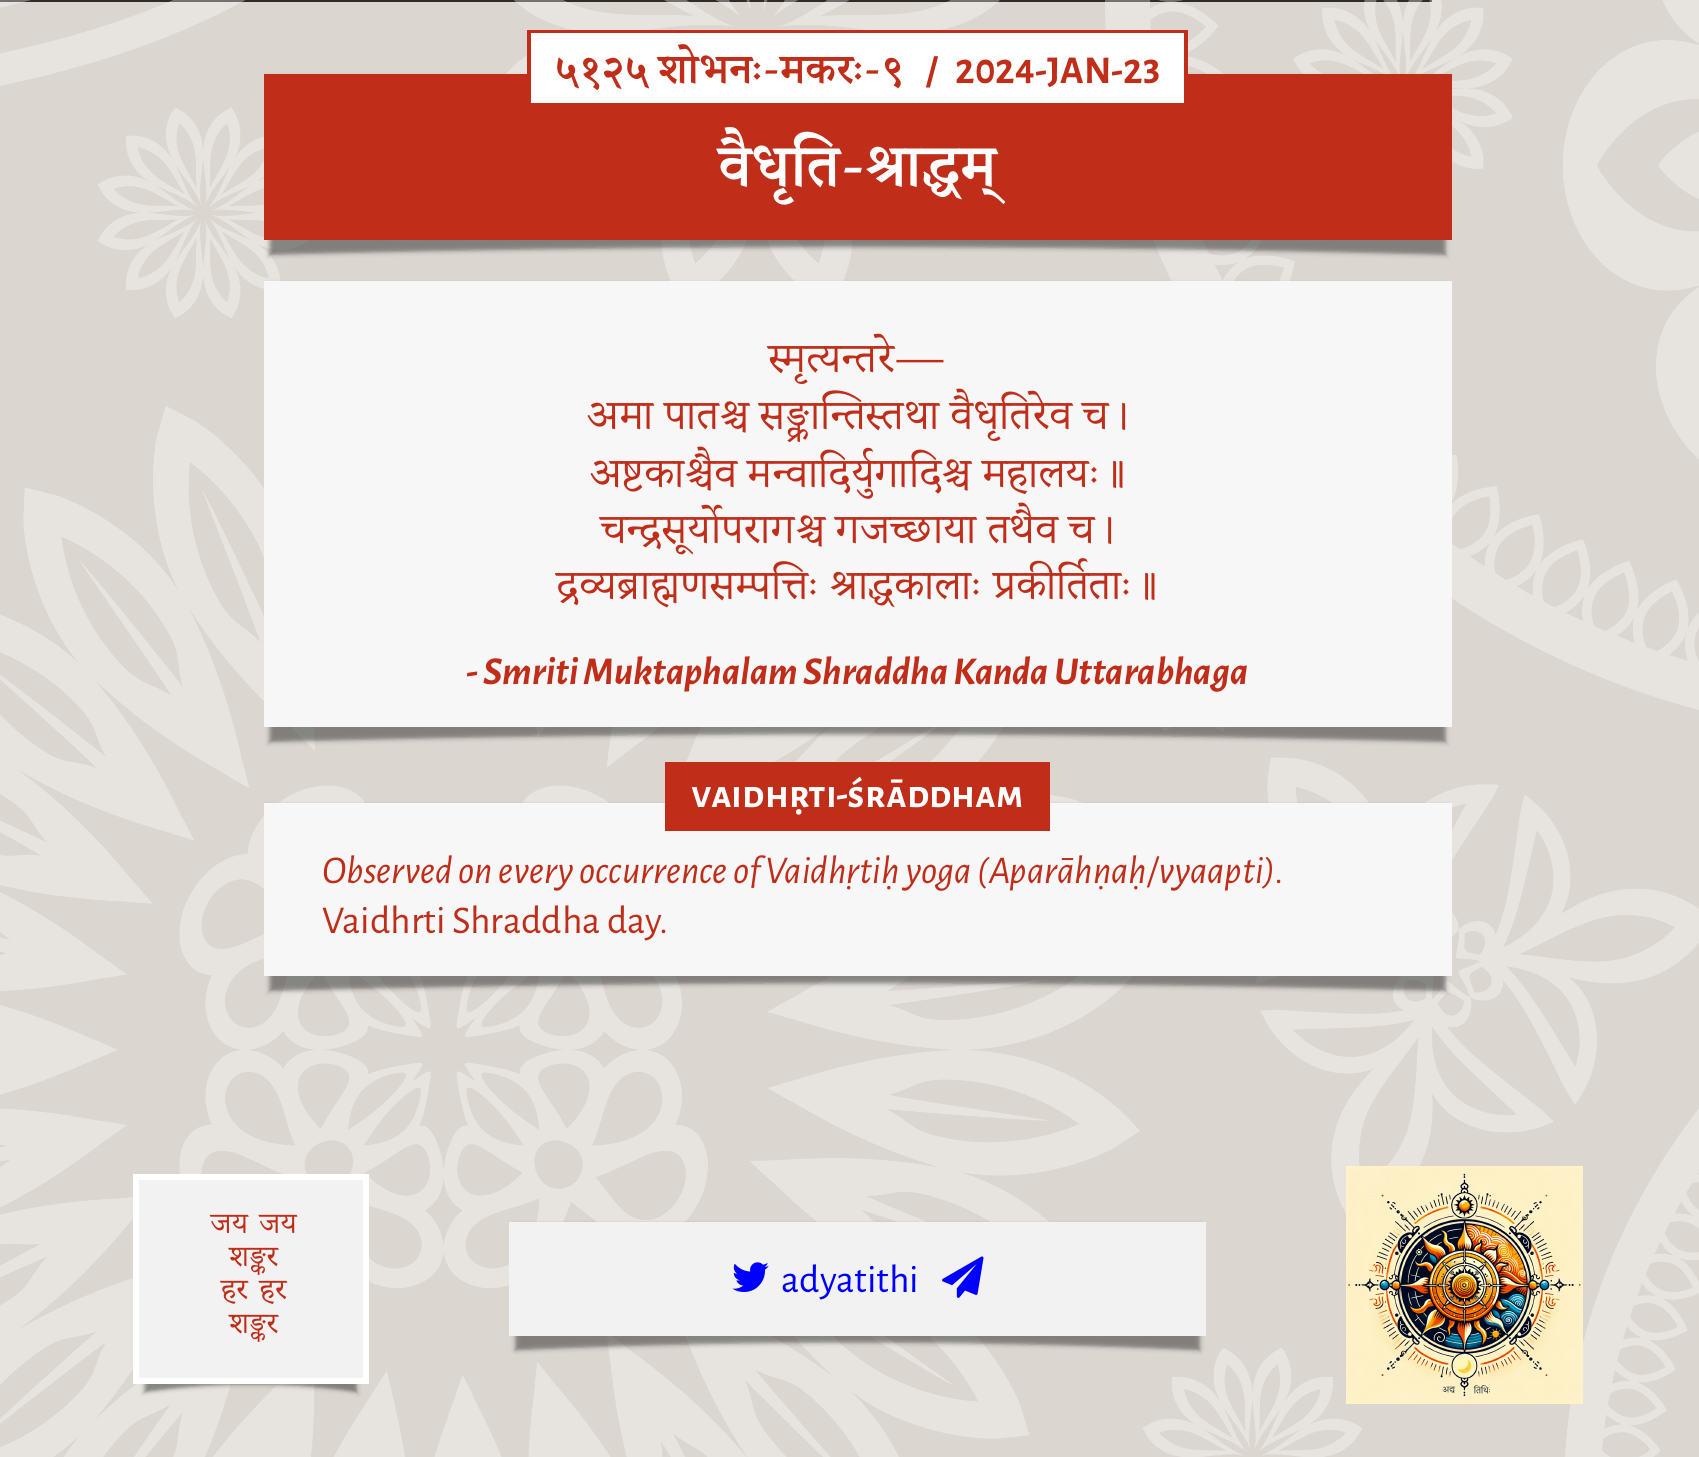 ५१२५ शोभनः-मकरः-९ / 2024-JAN-23
वैधृति-श्राद्धम्
स्मृत्यन्तरे—
अमा पातश्च सङ्क्रान्तिस्तथा वैधृतिरेव च।
अष्टकाश्चैव मन्वादिर्युगादिश्च महालयः॥
चन्द्रसूर्योपरागश्च गजच्छाया तथैव च।
द्रव्यब्राह्मणसम्पत्तिः श्राद्धकालाः प्रकीर्तिताः॥
- Smriti Muktaphalam Shraddha Kanda Uttarabhaga
VAIDHṚTI-ŚRĀDDHAM
Observed on every occurrence of Vaidhṛtiḥ yoga (Aparāhṇaḥ/vyaapti).
Vaidhrti Shraddha day.
जय जय
शङ्कर
हर हर
शङ्कर
adyatithi
अद्य तिथिः